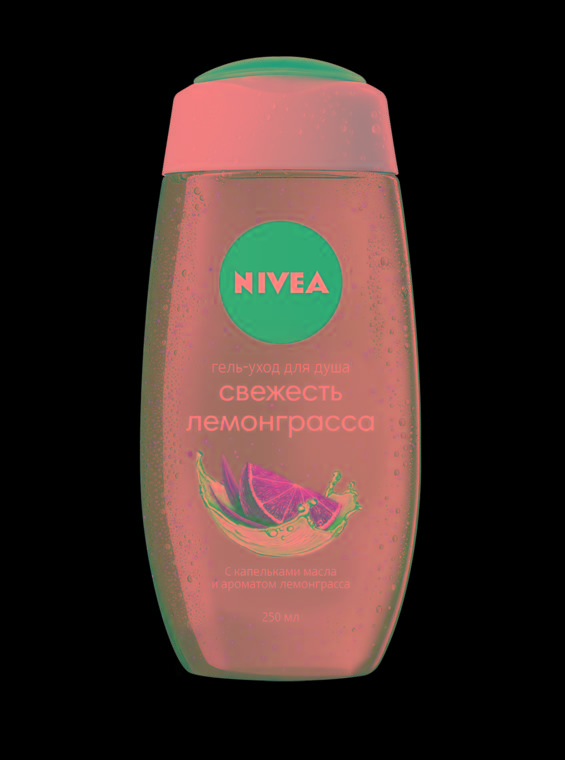 NIVEA
гель-уход для душа
свежесть
лемонграсса
С капельками масла
и ароматом лемонграсса
250 мл